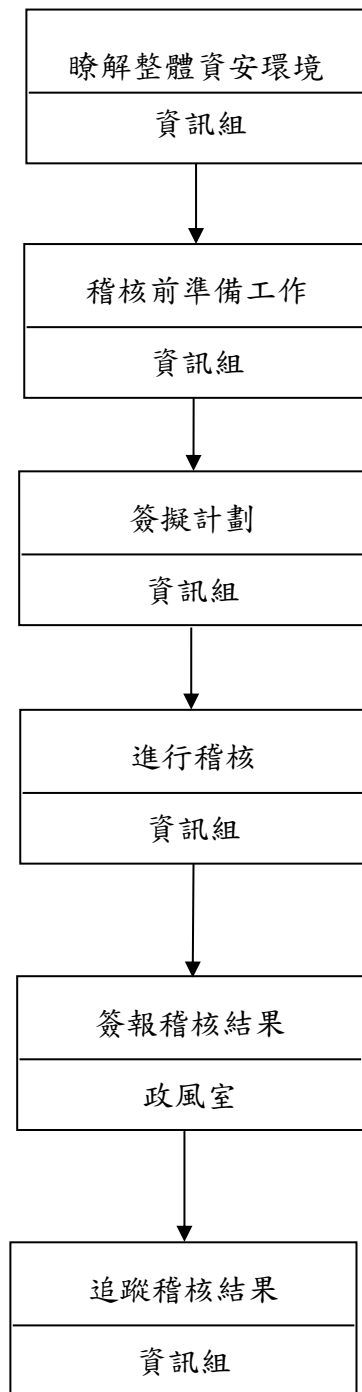 瞭解整體資安環境
資訊組
稽核前準備工作
資訊組
簽擬計劃
資訊組
進行稽核
資訊組
簽報稽核結果
政風室
追蹤稽核結果
資訊組